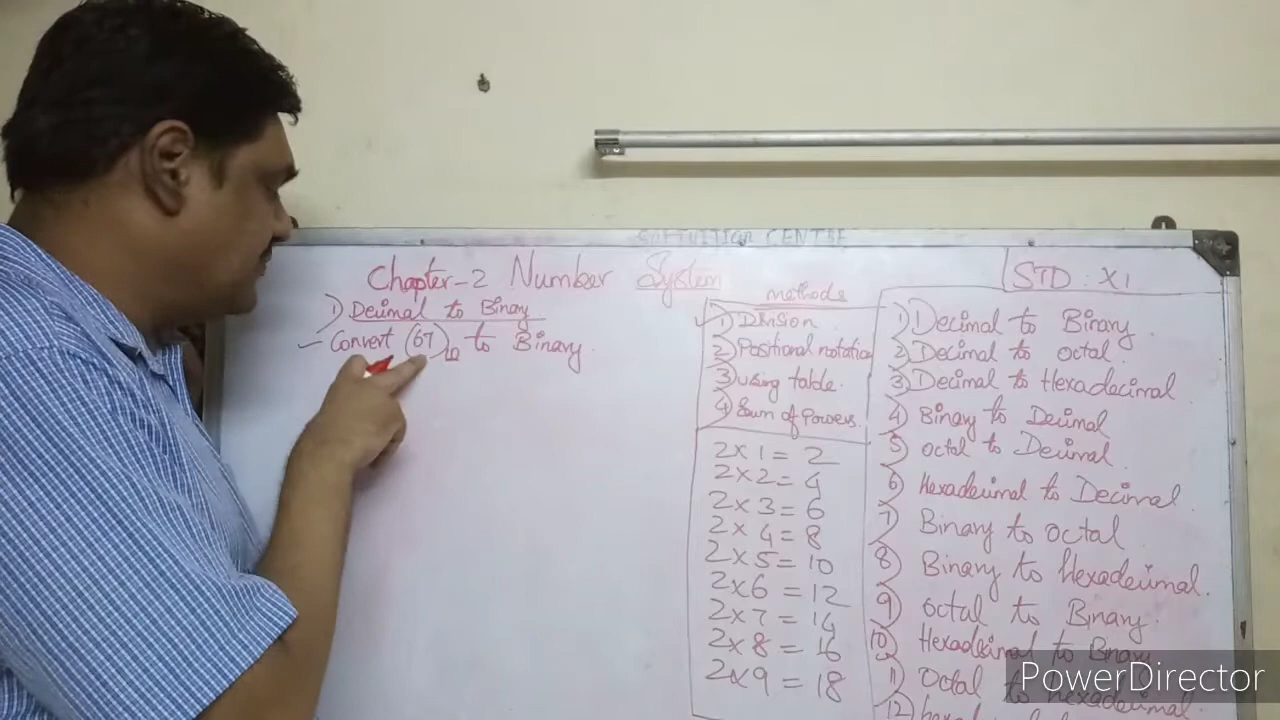 DEFINITION CENTRE
Chapter-2 Number System
STD : XI
1) Decimal to Binary
– Convert (67)10 to Binary.
methods
✓1) Division
2) Positional notation
3) using table.
4) Sum of Powers.
2×1 = 2
2×2 = 4
2×3 = 6
2×4 = 8
2×5 = 10
2×6 = 12
2×7 = 14
2×8 = 16
2×9 = 18
1) Decimal to Binary
2) Decimal to octal.
3) Decimal to Hexadecimal
4) Binary to Decimal
5) octal to Decimal.
6) Hexadecimal to Decimal
7) Binary to octal
8) Binary to Hexadecimal.
9) octal to Binary.
10) Hexadecimal to Binary
11) Octal to hexadecimal.
12)
PowerDirector